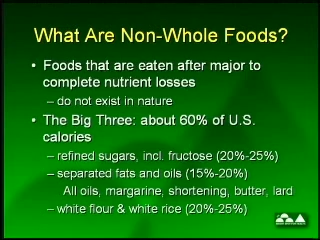 What Are Non-Whole Foods?
• Foods that are eaten after major to
complete nutrient losses
– do not exist in nature
• The Big Three: about 60% of U.S.
calories
– refined sugars, incl. fructose (20%-25%)
– separated fats and oils (15%-20%)
All oils, margarine, shortening, butter, lard
– white flour & white rice (20%-25%)